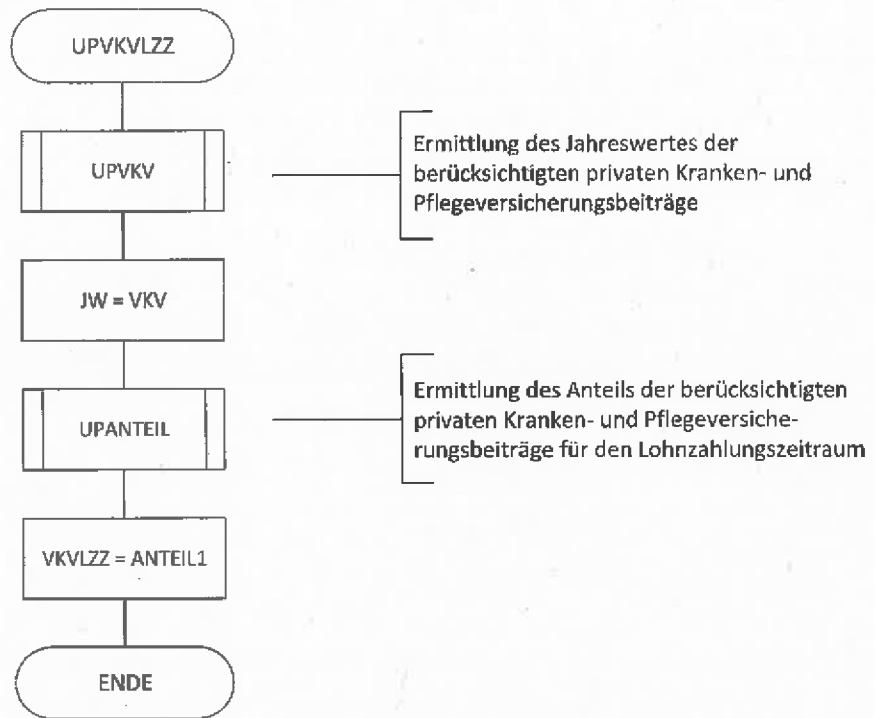 UPVKVLZZ
UPVKV
Ermittlung des Jahreswertes der
berücksichtigten privaten Kranken- und
Pflegeversicherungsbeiträge
JW = VKV
UPANTEIL
Ermittlung des Anteils der berücksichtigten
privaten Kranken- und Pflegeversiche-
rungsbeiträge für den Lohnzahlungszeitraum
VKVLZZ = ANTEIL1
ENDE